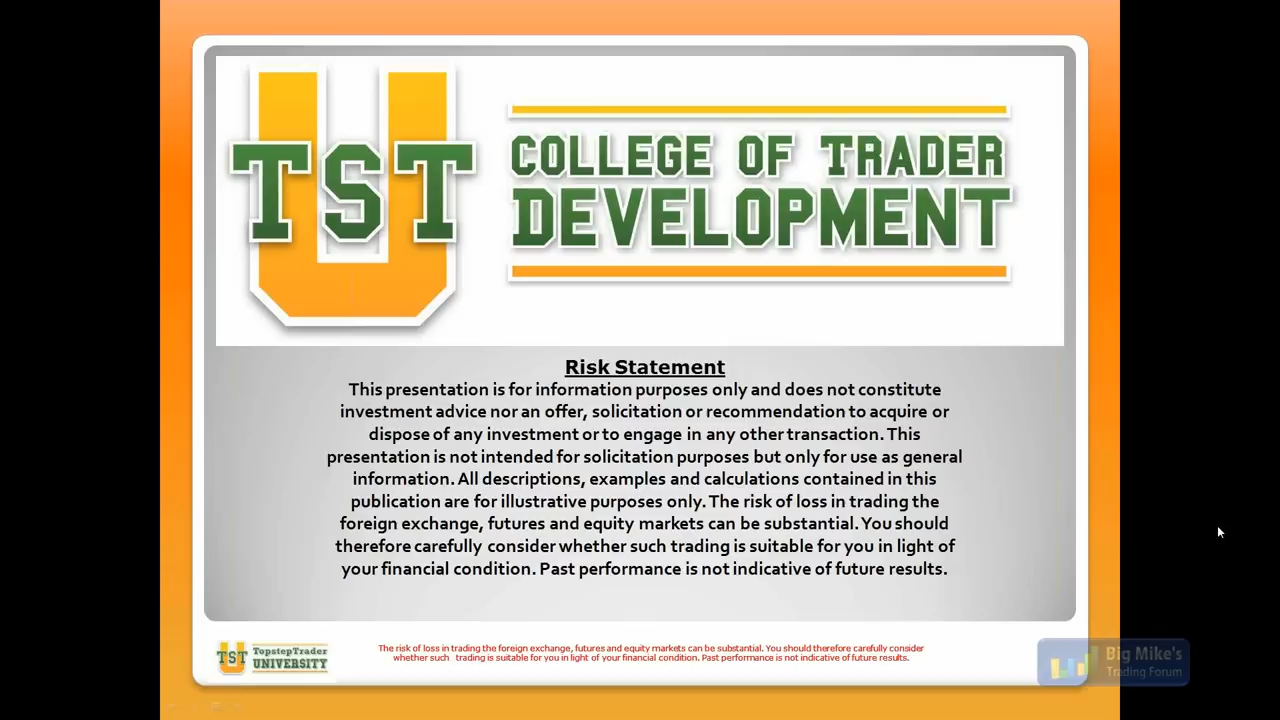 U
TST
COLLEGE OF TRADER
DEVELOPMENT
Risk Statement
This presentation is for information purposes only and does not constitute
investment advice nor an offer, solicitation or recommendation to acquire or
dispose of any investment or to engage in any other transaction. This
presentation is not intended for solicitation purposes but only for use as general
information. All descriptions, examples and calculations contained in this
publication are for illustrative purposes only. The risk of loss in trading the
foreign exchange, futures and equity markets can be substantial. You should
therefore carefully consider whether such trading is suitable for you in light of
your financial condition. Past performance is not indicative of future results.
U
TST
TopstepTrader
UNIVERSITY
The risk of loss in trading the foreign exchange, futures and equity markets can be substantial. You should therefore carefully consider
whether such trading is suitable for you in light of your financial condition. Past performance is not indicative of future results.
Big Mike's
Trading Forum